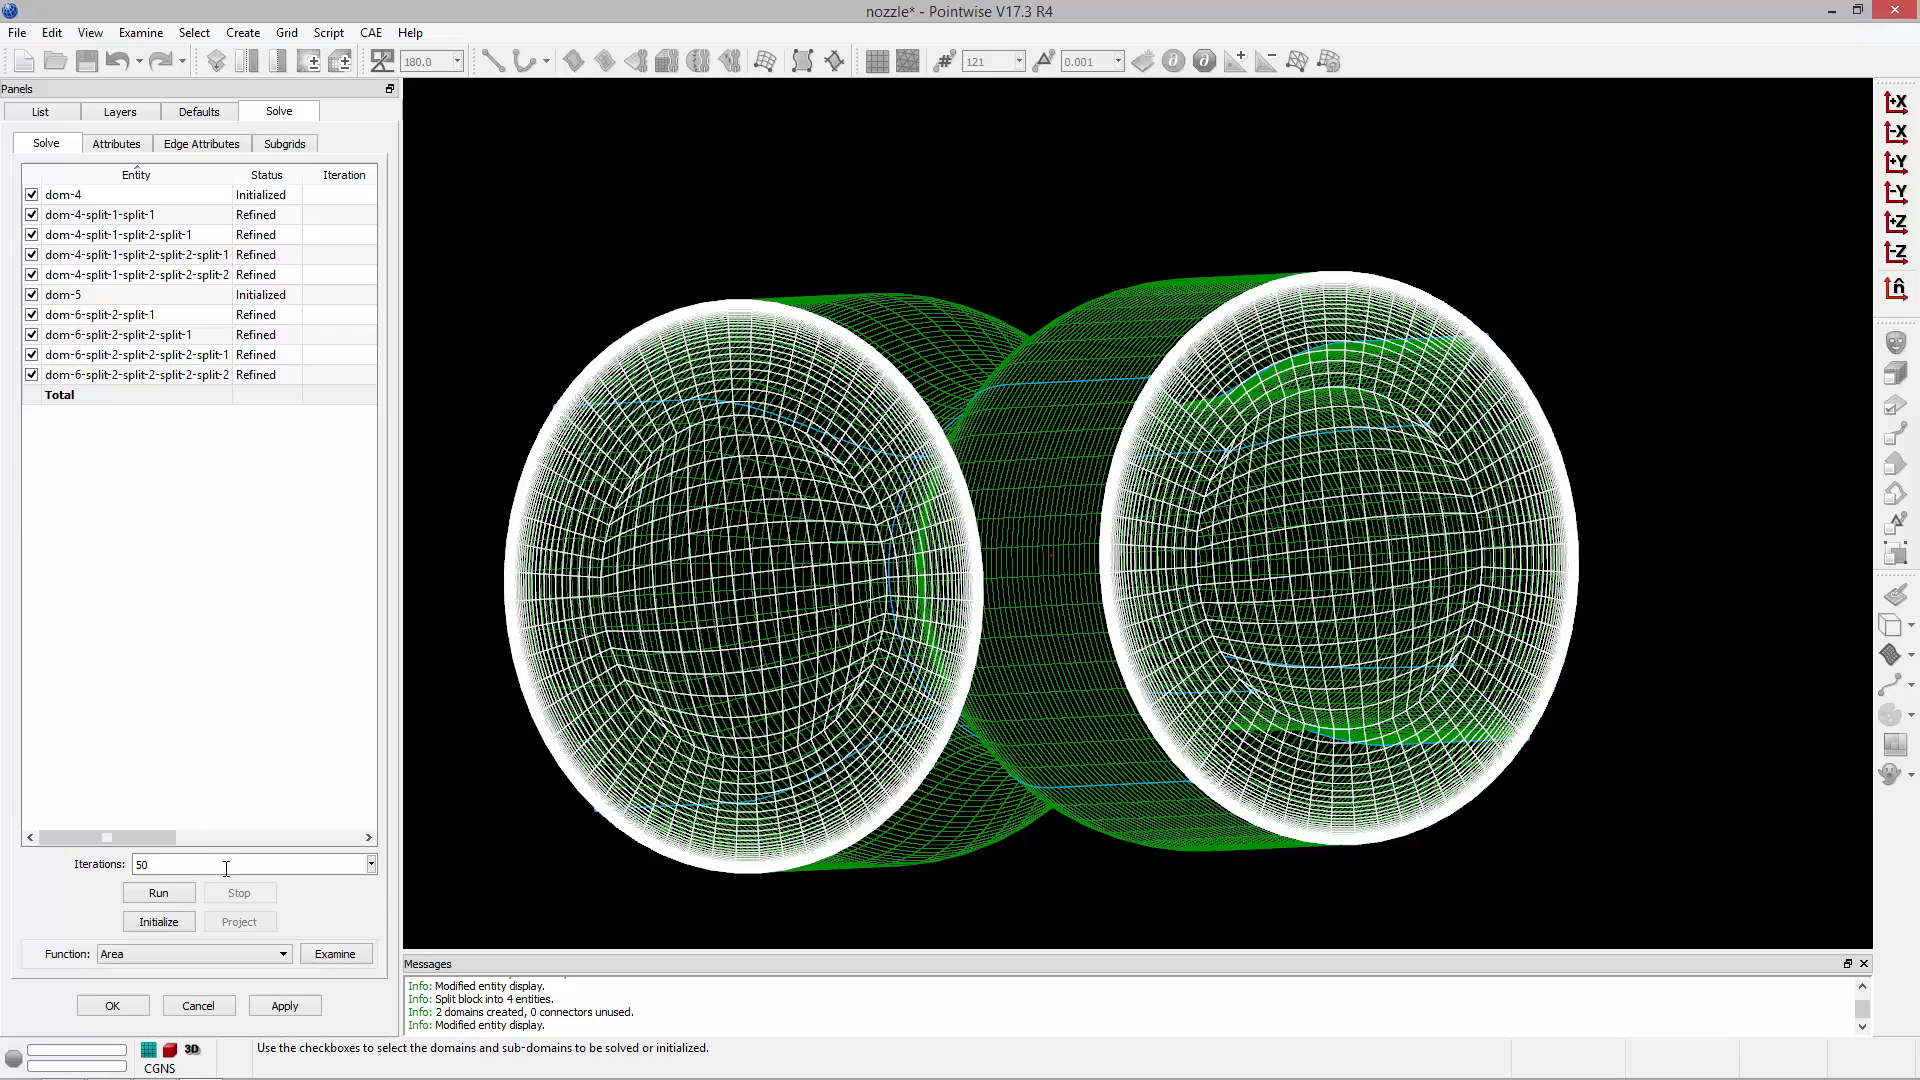 nozzle* - Pointwise V17.3 R4
File Edit View Examine Select Create Grid Script CAE Help
180.0 121 0.001
Panels
List Layers Defaults Solve
Solve Attributes Edge Attributes Subgrids
Entity Status Iteration
dom-4 Initialized
dom-4-split-1-split-1 Refined
dom-4-split-1-split-2-split-1 Refined
dom-4-split-1-split-2-split-2-split-1 Refined
dom-4-split-1-split-2-split-2-split-2 Refined
dom-5 Initialized
dom-6-split-2-split-1 Refined
dom-6-split-2-split-2-split-1 Refined
dom-6-split-2-split-2-split-2-split-1 Refined
dom-6-split-2-split-2-split-2-split-2 Refined
Total
Iterations: 50
Run Stop
Initialize Project
Function: Area Examine
OK Cancel Apply
Messages
Info: Modified entity display.
Info: Split block into 4 entities.
Info: 2 domains created, 0 connectors unused.
Info: Modified entity display.
3D
CGNS
Use the checkboxes to select the domains and sub-domains to be solved or initialized.
+X
-X
+Y
-Y
+Z
-Z
n̂